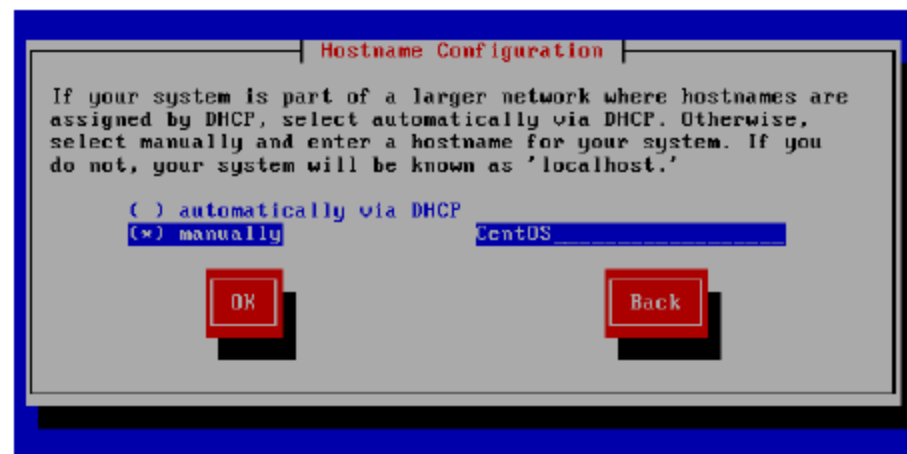 Hostname Configuration
If your system is part of a larger network where hostnames are
assigned by DHCP, select automatically via DHCP. Otherwise,
select manually and enter a hostname for your system. If you
do not, your system will be known as 'localhost.'
( ) automatically via DHCP
(*) manually CentOS___________________
OK Back